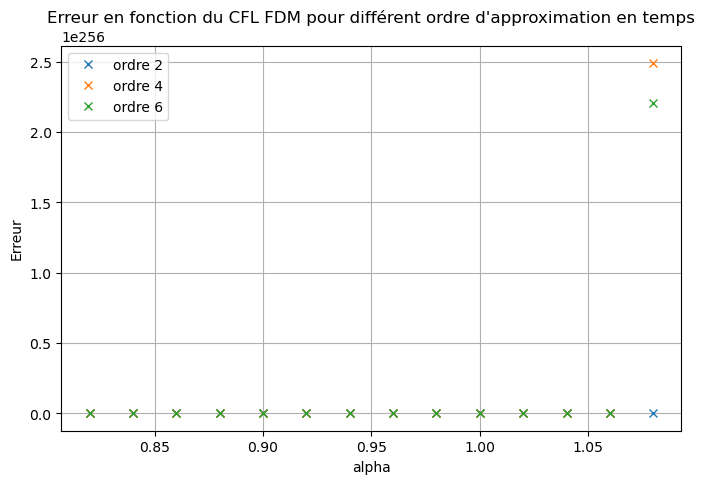 Erreur en fonction du CFL FDM pour différent ordre d'approximation en temps
1e256
ordre 2
ordre 4
ordre 6
2.5
2.0
1.5
1.0
0.5
0.0
Erreur
0.85 0.90 0.95 1.00 1.05
alpha